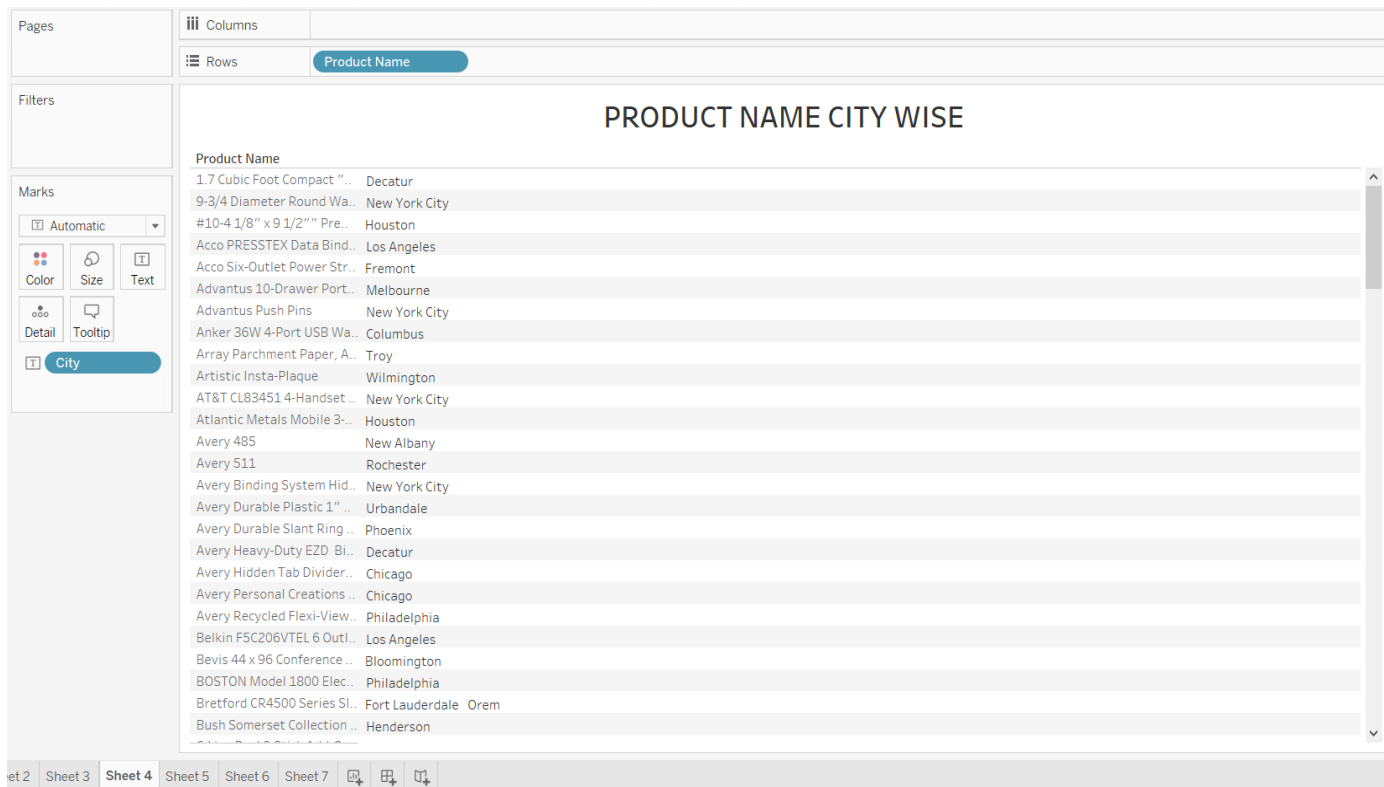 Pages
Columns
Rows
Product Name
Filters
PRODUCT NAME CITY WISE
Marks
Automatic
Color Size Text
Detail Tooltip
City
Product Name
1.7 Cubic Foot Compact "‥ Decatur
9-3/4 Diameter Round Wa‥ New York City
#10-4 1/8" x 9 1/2"" Pre‥ Houston
Acco PRESSTEX Data Bind‥ Los Angeles
Acco Six-Outlet Power Str‥ Fremont
Advantus 10-Drawer Port‥ Melbourne
Advantus Push Pins New York City
Anker 36W 4-Port USB Wa‥ Columbus
Array Parchment Paper, A‥ Troy
Artistic Insta-Plaque Wilmington
AT&T CL83451 4-Handset ‥ New York City
Atlantic Metals Mobile 3-‥ Houston
Avery 485 New Albany
Avery 511 Rochester
Avery Binding System Hid‥ New York City
Avery Durable Plastic 1" ‥ Urbandale
Avery Durable Slant Ring ‥ Phoenix
Avery Heavy-Duty EZD  Bi‥ Decatur
Avery Hidden Tab Divider‥ Chicago
Avery Personal Creations ‥ Chicago
Avery Recycled Flexi-View‥ Philadelphia
Belkin F5C206VTEL 6 Outl‥ Los Angeles
Bevis 44 x 96 Conference ‥ Bloomington
BOSTON Model 1800 Elec‥ Philadelphia
Bretford CR4500 Series Sl‥ Fort Lauderdale Orem
Bush Somerset Collection ‥ Henderson
et 2 Sheet 3 Sheet 4 Sheet 5 Sheet 6 Sheet 7